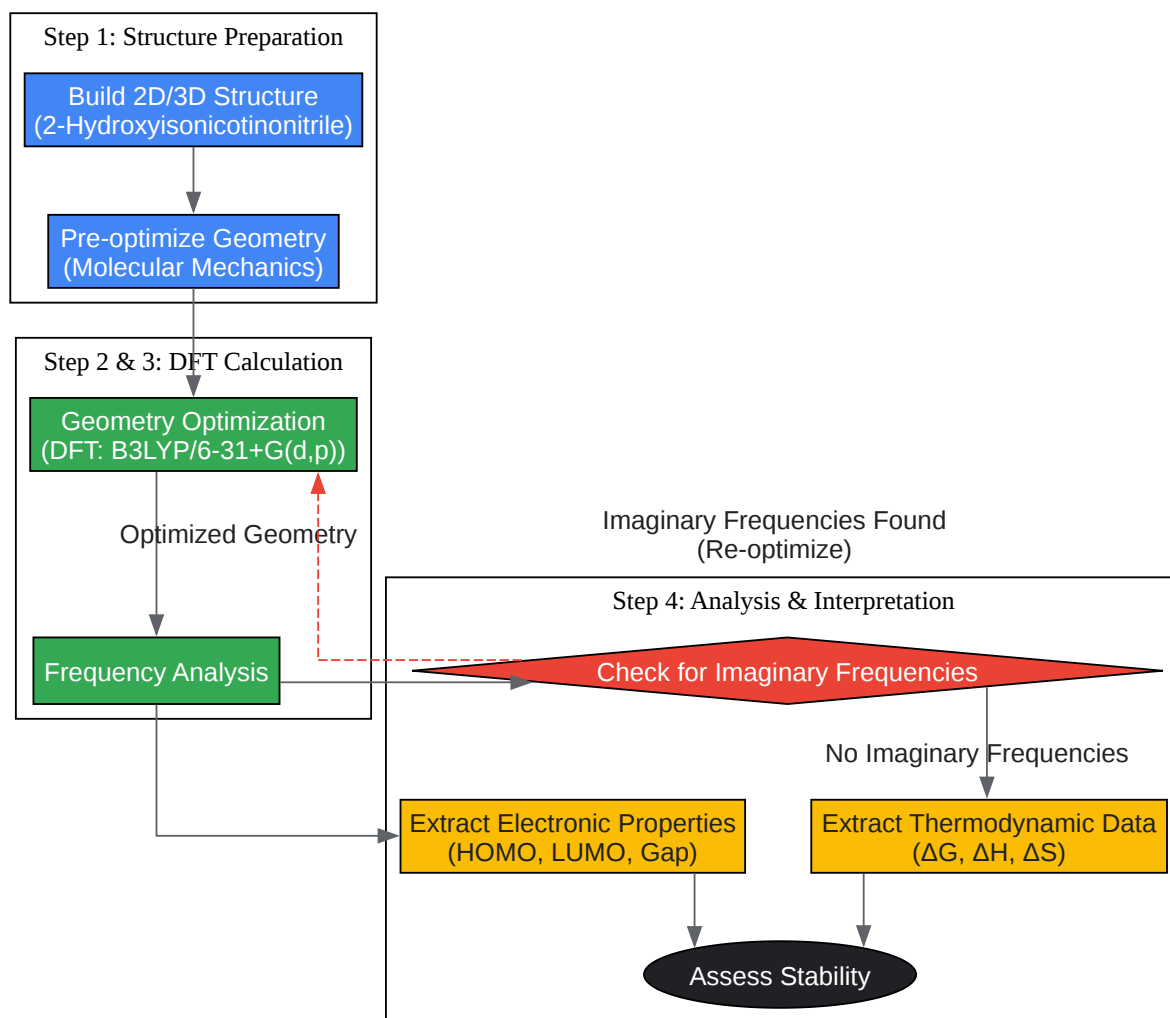 Step 1: Structure Preparation
Build 2D/3D Structure
(2-Hydroxyisonicotinonitrile)
Pre-optimize Geometry
(Molecular Mechanics)
Step 2 & 3: DFT Calculation
Geometry Optimization
(DFT: B3LYP/6-31+G(d,p))
Optimized Geometry
Imaginary Frequencies Found
(Re-optimize)
Step 4: Analysis & Interpretation
Frequency Analysis
Check for Imaginary Frequencies
No Imaginary Frequencies
Extract Electronic Properties
(HOMO, LUMO, Gap)
Extract Thermodynamic Data
(ΔG, ΔH, ΔS)
Assess Stability